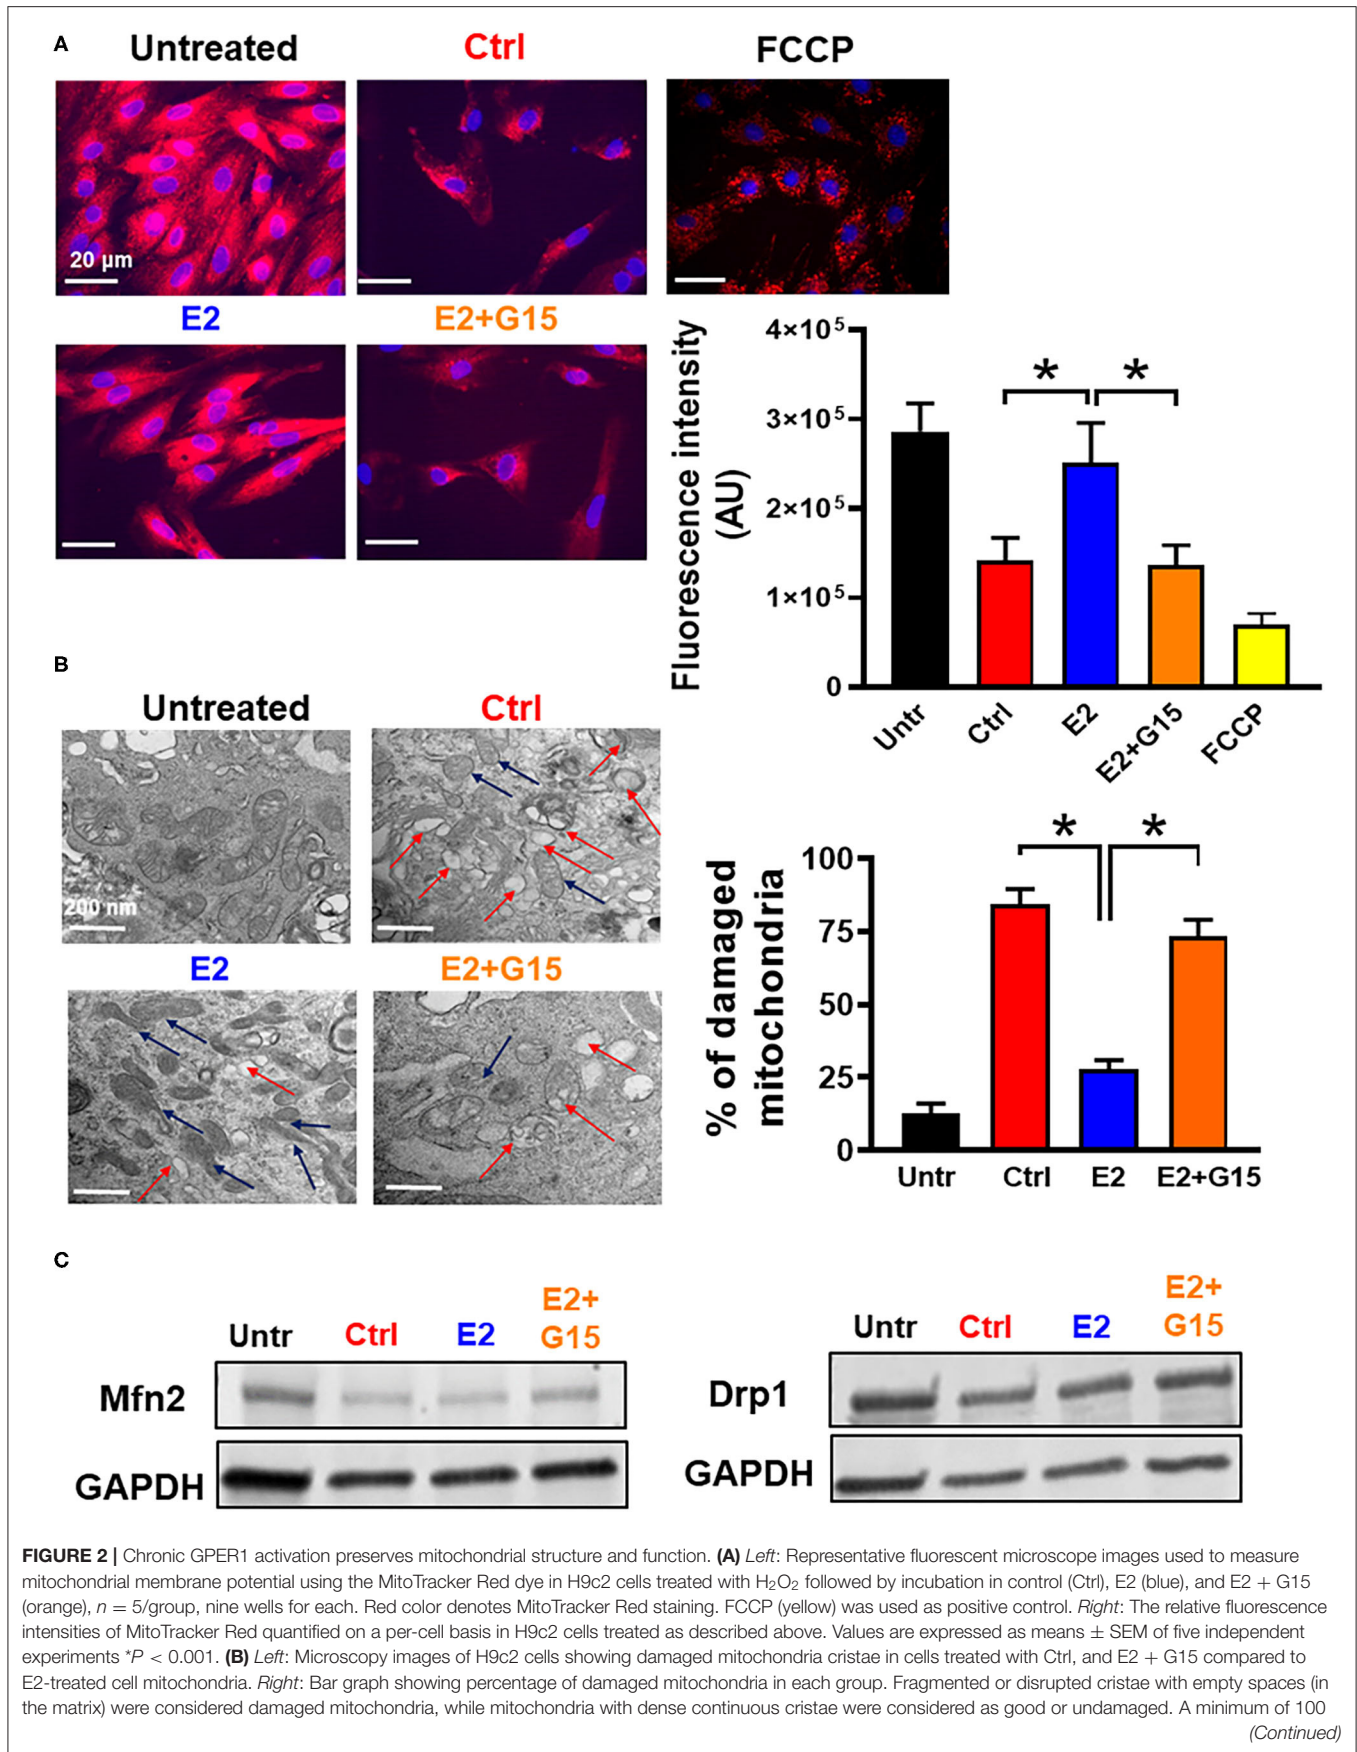 A
Untreated
Ctrl
FCCP
20 µm
E2
E2+G15
Fluorescence intensity
(AU)
4×10⁵
3×10⁵
2×10⁵
1×10⁵
0
*
*
Untr
Ctrl
E2
E2+G15
FCCP
B
Untreated
Ctrl
200 nm
E2
E2+G15
% of damaged
mitochondria
100
75
50
25
0
*
*
Untr
Ctrl
E2
E2+G15
C
Untr
Ctrl
E2
E2+
G15
Mfn2
GAPDH
Untr
Ctrl
E2
E2+
G15
Drp1
GAPDH
FIGURE 2 | Chronic GPER1 activation preserves mitochondrial structure and function. (A) Left: Representative fluorescent microscope images used to measure
mitochondrial membrane potential using the MitoTracker Red dye in H9c2 cells treated with H₂O₂ followed by incubation in control (Ctrl), E2 (blue), and E2 + G15
(orange), n = 5/group, nine wells for each. Red color denotes MitoTracker Red staining. FCCP (yellow) was used as positive control. Right: The relative fluorescence
intensities of MitoTracker Red quantified on a per-cell basis in H9c2 cells treated as described above. Values are expressed as means ± SEM of five independent
experiments *P < 0.001. (B) Left: Microscopy images of H9c2 cells showing damaged mitochondria cristae in cells treated with Ctrl, and E2 + G15 compared to
E2-treated cell mitochondria. Right: Bar graph showing percentage of damaged mitochondria in each group. Fragmented or disrupted cristae with empty spaces (in
the matrix) were considered damaged mitochondria, while mitochondria with dense continuous cristae were considered as good or undamaged. A minimum of 100
(Continued)